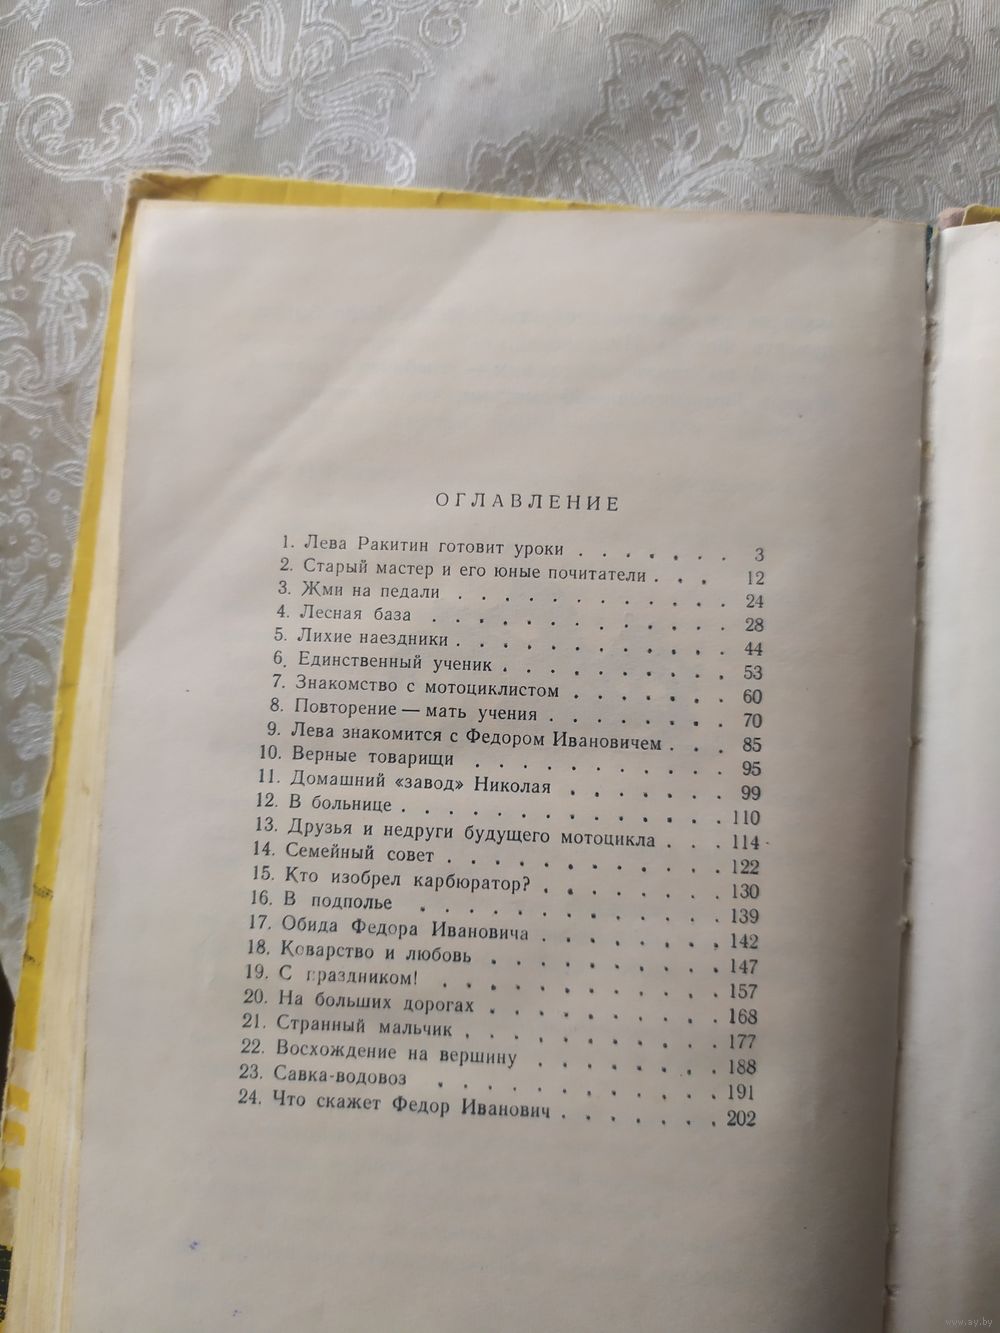 ОГЛАВЛЕНИЕ
1. Лева Ракитин готовит уроки . . . . . . . 3
2. Старый мастер и его юные почитатели . . . 12
3. Жми на педали . . . . . . . . . . . . 24
4. Лесная база . . . . . . . . . . . . . 28
5. Лихие наездники . . . . . . . . . . . . 44
6. Единственный ученик . . . . . . . . . . 53
7. Знакомство с мотоциклистом . . . . . . . 60
8. Повторение — мать учения . . . . . . . . 70
9. Лева знакомится с Федором Ивановичем . . . 85
10. Верные товарищи . . . . . . . . . . . 95
11. Домашний «завод» Николая . . . . . . . 99
12. В больнице . . . . . . . . . . . . . . 110
13. Друзья и недруги будущего мотоцикла . . . 114
14. Семейный совет . . . . . . . . . . . . 122
15. Кто изобрел карбюратор? . . . . . . . . 130
16. В подполье . . . . . . . . . . . . . 139
17. Обида Федора Ивановича . . . . . . . . 142
18. Коварство и любовь . . . . . . . . . . 147
19. С праздником! . . . . . . . . . . . . 157
20. На больших дорогах . . . . . . . . . . 168
21. Странный мальчик . . . . . . . . . . . 177
22. Восхождение на вершину . . . . . . . . 188
23. Савка-водовоз . . . . . . . . . . . . 191
24. Что скажет Федор Иванович . . . . . . . 202
www.ay.by